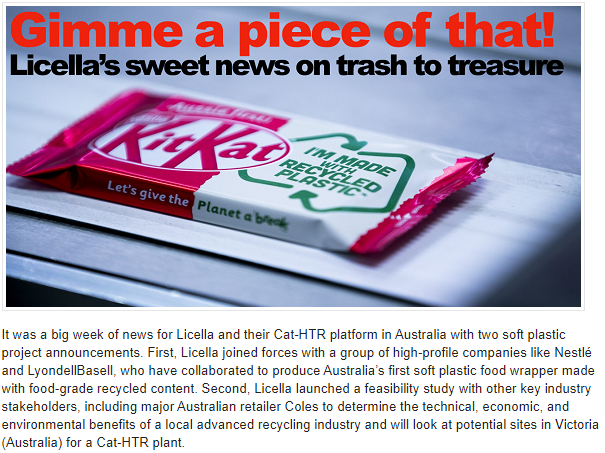 Gimme a piece of that!
Licella's sweet news on trash to treasure
KitKat
I'M MADE
WITH
RECYCLED
PLASTIC
Let's give the Planet a break
It was a big week of news for Licella and their Cat-HTR platform in Australia with two soft plastic
project announcements. First, Licella joined forces with a group of high-profile companies like Nestlé
and LyondellBasell, who have collaborated to produce Australia's first soft plastic food wrapper made
with food-grade recycled content. Second, Licella launched a feasibility study with other key industry
stakeholders, including major Australian retailer Coles to determine the technical, economic, and
environmental benefits of a local advanced recycling industry and will look at potential sites in Victoria
(Australia) for a Cat-HTR plant.